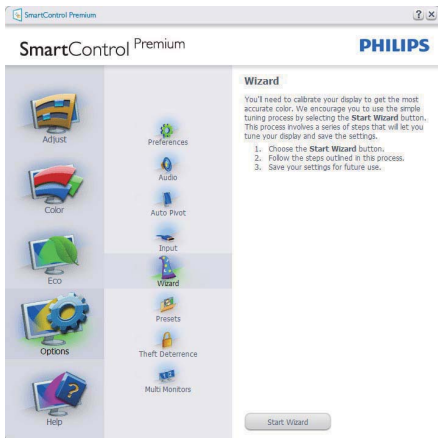 SmartControl Premium
SmartControl Premium
PHILIPS
Adjust
Color
Eco
Options
Help
Preferences
Audio
Auto Pivot
Input
Wizard
Presets
Theft Deterrence
Multi Monitors
Wizard
You'll need to calibrate your display to get the most
accurate color. We encourage you to use the simple
tuning process by selecting the Start Wizard button.
This process involves a series of steps that will let you
tune your display and save the settings.
1. Choose the Start Wizard button.
2. Follow the steps outlined in this process.
3. Save your settings for future use.
Start Wizard